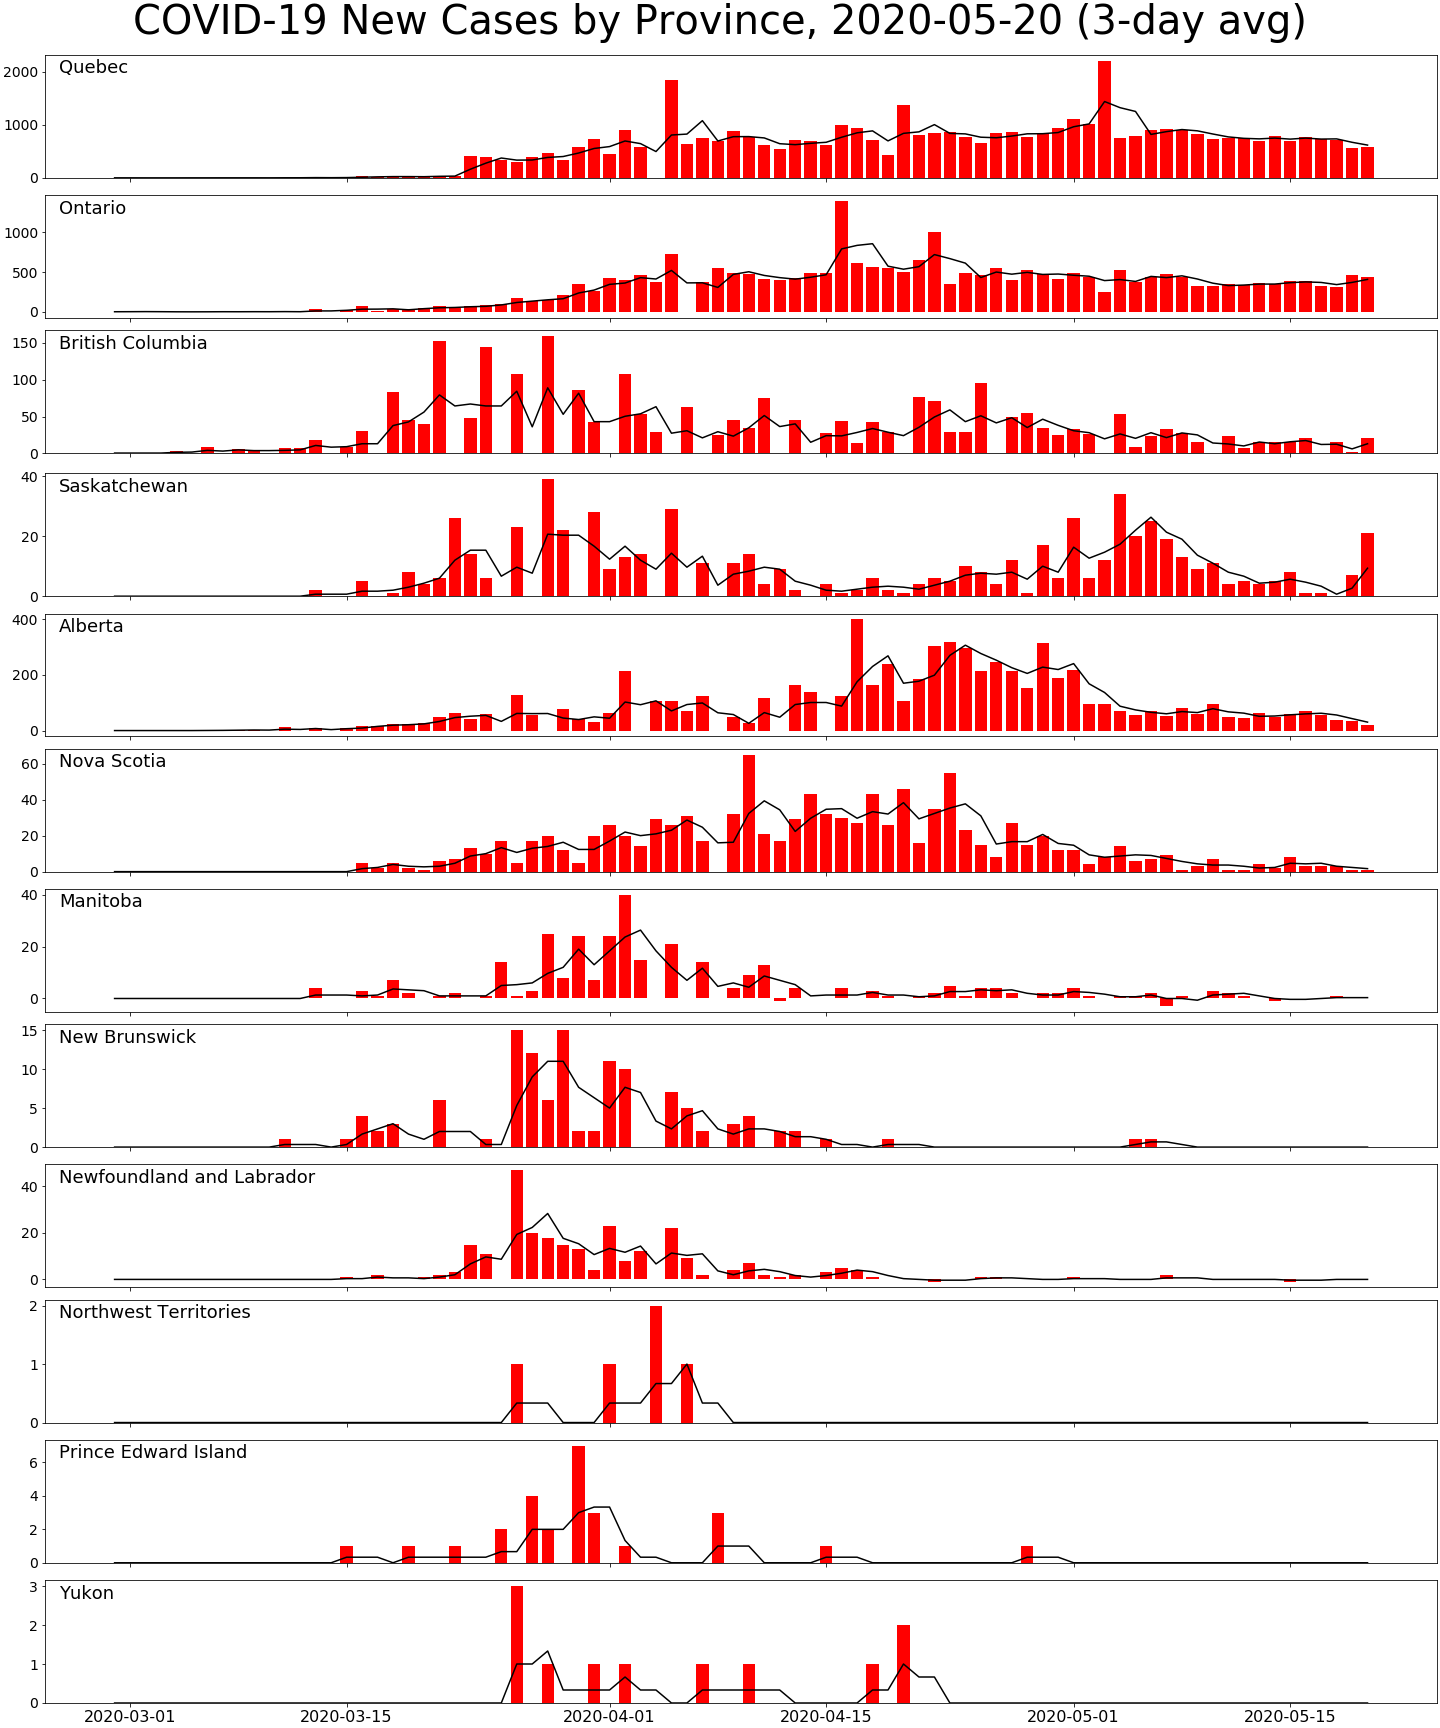 COVID-19 New Cases by Province, 2020-05-20 (3-day avg)
Quebec
2000
1000
0
Ontario
1000
500
0
British Columbia
150
100
50
0
Saskatchewan
40
20
0
Alberta
400
200
0
Nova Scotia
60
40
20
0
Manitoba
40
20
0
New Brunswick
15
10
5
0
Newfoundland and Labrador
40
20
0
Northwest Territories
2
1
0
Prince Edward Island
6
4
2
0
Yukon
3
2
1
0
2020-03-01 2020-03-15 2020-04-01 2020-04-15 2020-05-01 2020-05-15